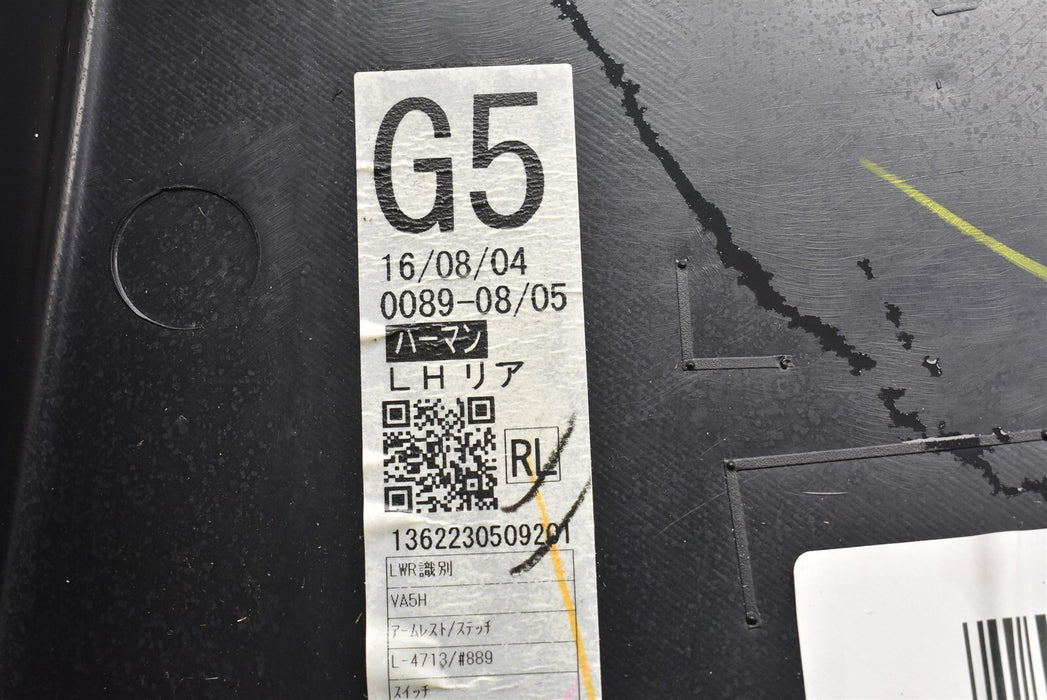 G5
16/08/04
0089-08/05
ハーマン
LHリア
RL
1362230509201
LWR識別
VA5H
アームレスト/ステッチ
L-4713/#889
スイッチ